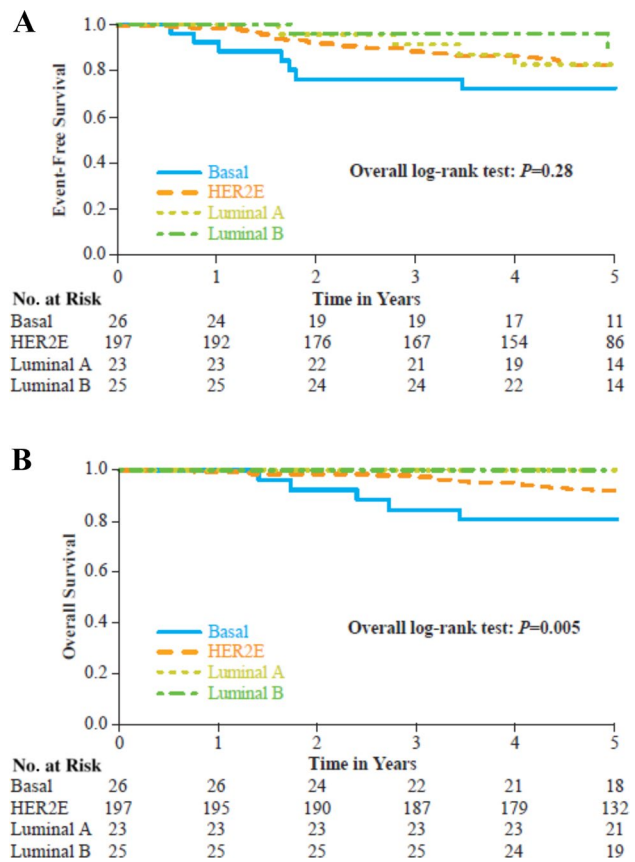 A
1.0
0.8
0.6
0.4
0.2
0.0
Event-Free Survival
Basal
HER2E
Luminal A
Luminal B
Overall log-rank test: P=0.28
0 1 2 3 4 5
No. at Risk Time in Years
Basal 26 24 19 19 17 11
HER2E 197 192 176 167 154 86
Luminal A 23 23 22 21 19 14
Luminal B 25 25 24 24 22 14
B
1.0
0.8
0.6
0.4
0.2
0.0
Overall Survival
Basal
HER2E
Luminal A
Luminal B
Overall log-rank test: P=0.005
0 1 2 3 4 5
No. at Risk Time in Years
Basal 26 26 24 22 21 18
HER2E 197 195 190 187 179 132
Luminal A 23 23 23 23 23 21
Luminal B 25 25 25 25 24 19